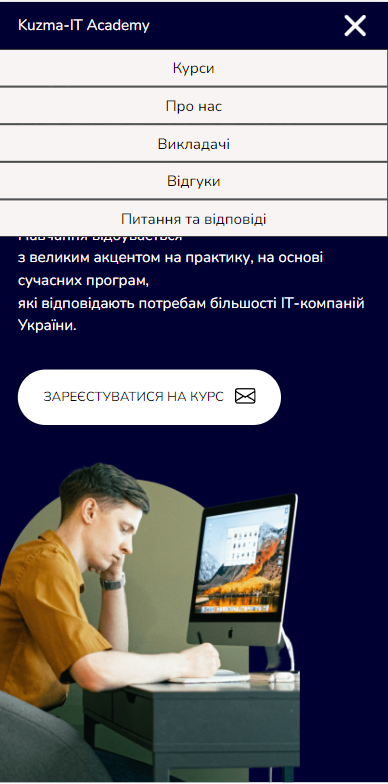 Kuzma-IT Academy
Курси
Про нас
Викладачі
Відгуки
Питання та відповіді
Навчання відбувається
з великим акцентом на практику, на основі
сучасних програм,
які відповідають потребам більшості ІТ-компаній
України.
ЗАРЕЄСТУВАТИСЯ НА КУРС